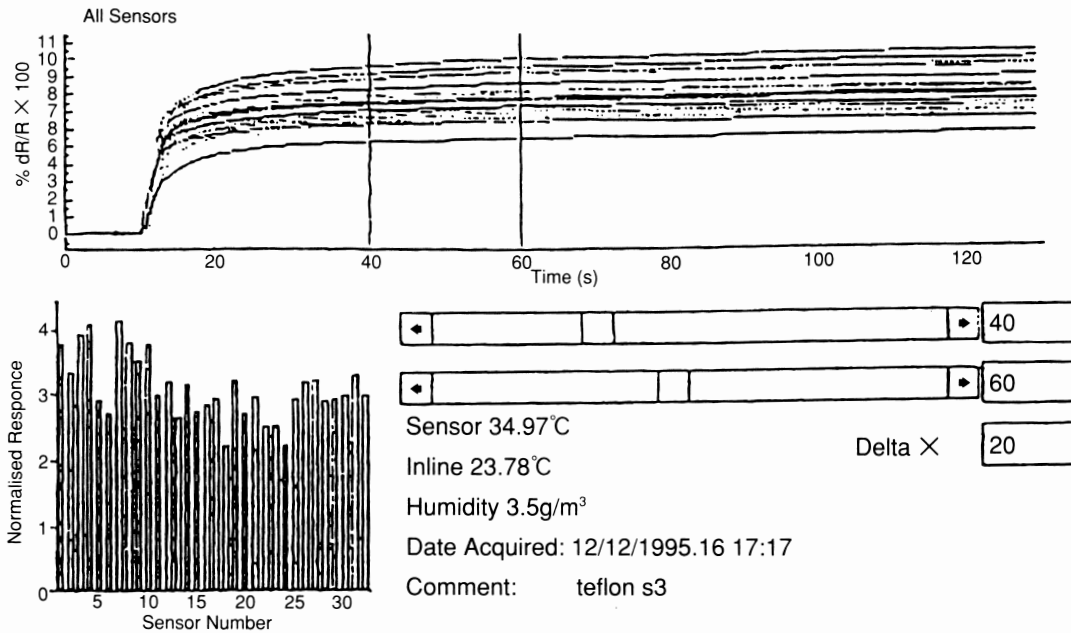 All Sensors
% dR/R × 100
11
10
9
8
7
6
5
4
3
2
1
0
0 20 40 60 80 100 120
Time (s)
Normalised Responce
4
3
2
1
0
5 10 15 20 25 30
Sensor Number
40
60
Sensor 34.97°C
Delta × 20
Inline 23.78°C
Humidity 3.5g/m³
Date Acquired: 12/12/1995.16 17:17
Comment: teflon s3